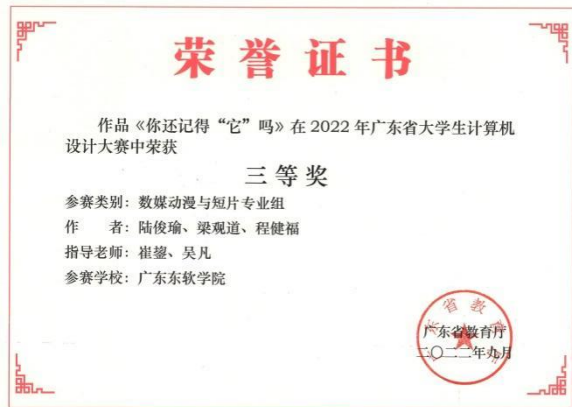 荣誉证书
作品《你还记得“它”吗》在2022年广东省大学生计算机
设计大赛中荣获
三等奖
参赛类别：数媒动漫与短片专业组
作　者：陆俊瑜、梁观道、程健福
指导老师：崔鋆、吴凡
参赛学校：广东东软学院
广东省教育厅
二〇二二年九月